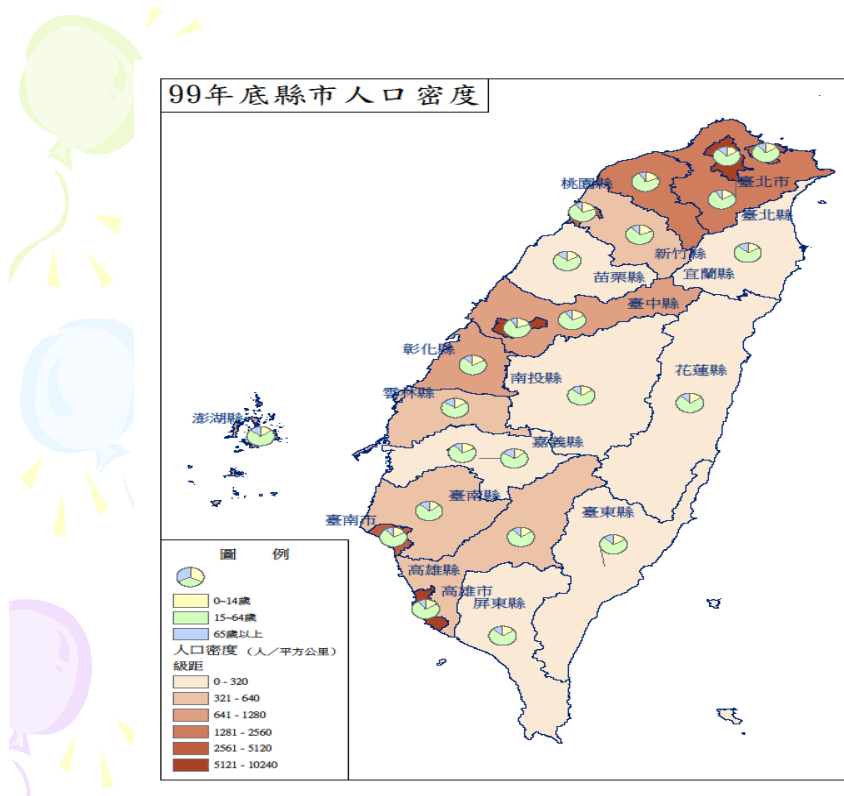 99年底縣市人口密度
桃園縣
臺北市
臺北縣
新竹縣
宜蘭縣
苗栗縣
臺中縣
彰化縣
南投縣
花蓮縣
雲林縣
澎湖縣
嘉義縣
臺南縣
臺東縣
臺南市
高雄縣
高雄市
屏東縣
圖 例
0~14歲
15~64歲
65歲以上
人口密度 (人／平方公里)
級距
0 - 320
321 - 640
641 - 1280
1281 - 2560
2561 - 5120
5121 - 10240